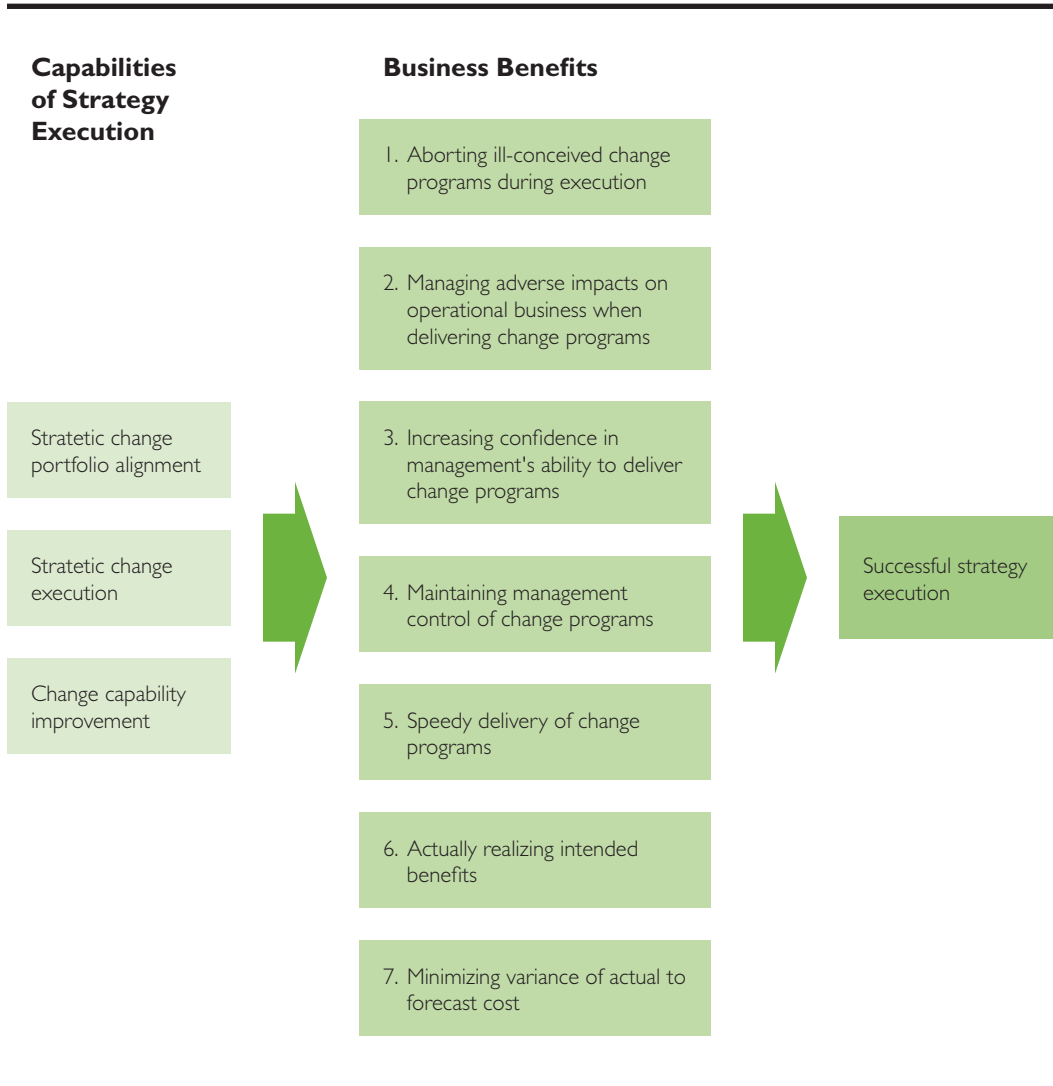 Capabilities
of Strategy
Execution
Business Benefits
1. Aborting ill-conceived change
programs during execution
2. Managing adverse impacts on
operational business when
delivering change programs
3. Increasing confidence in
management's ability to deliver
change programs
4. Maintaining management
control of change programs
5. Speedy delivery of change
programs
6. Actually realizing intended
benefits
7. Minimizing variance of actual to
forecast cost
Stratetic change
portfolio alignment
Stratetic change
execution
Change capability
improvement
Successful strategy
execution